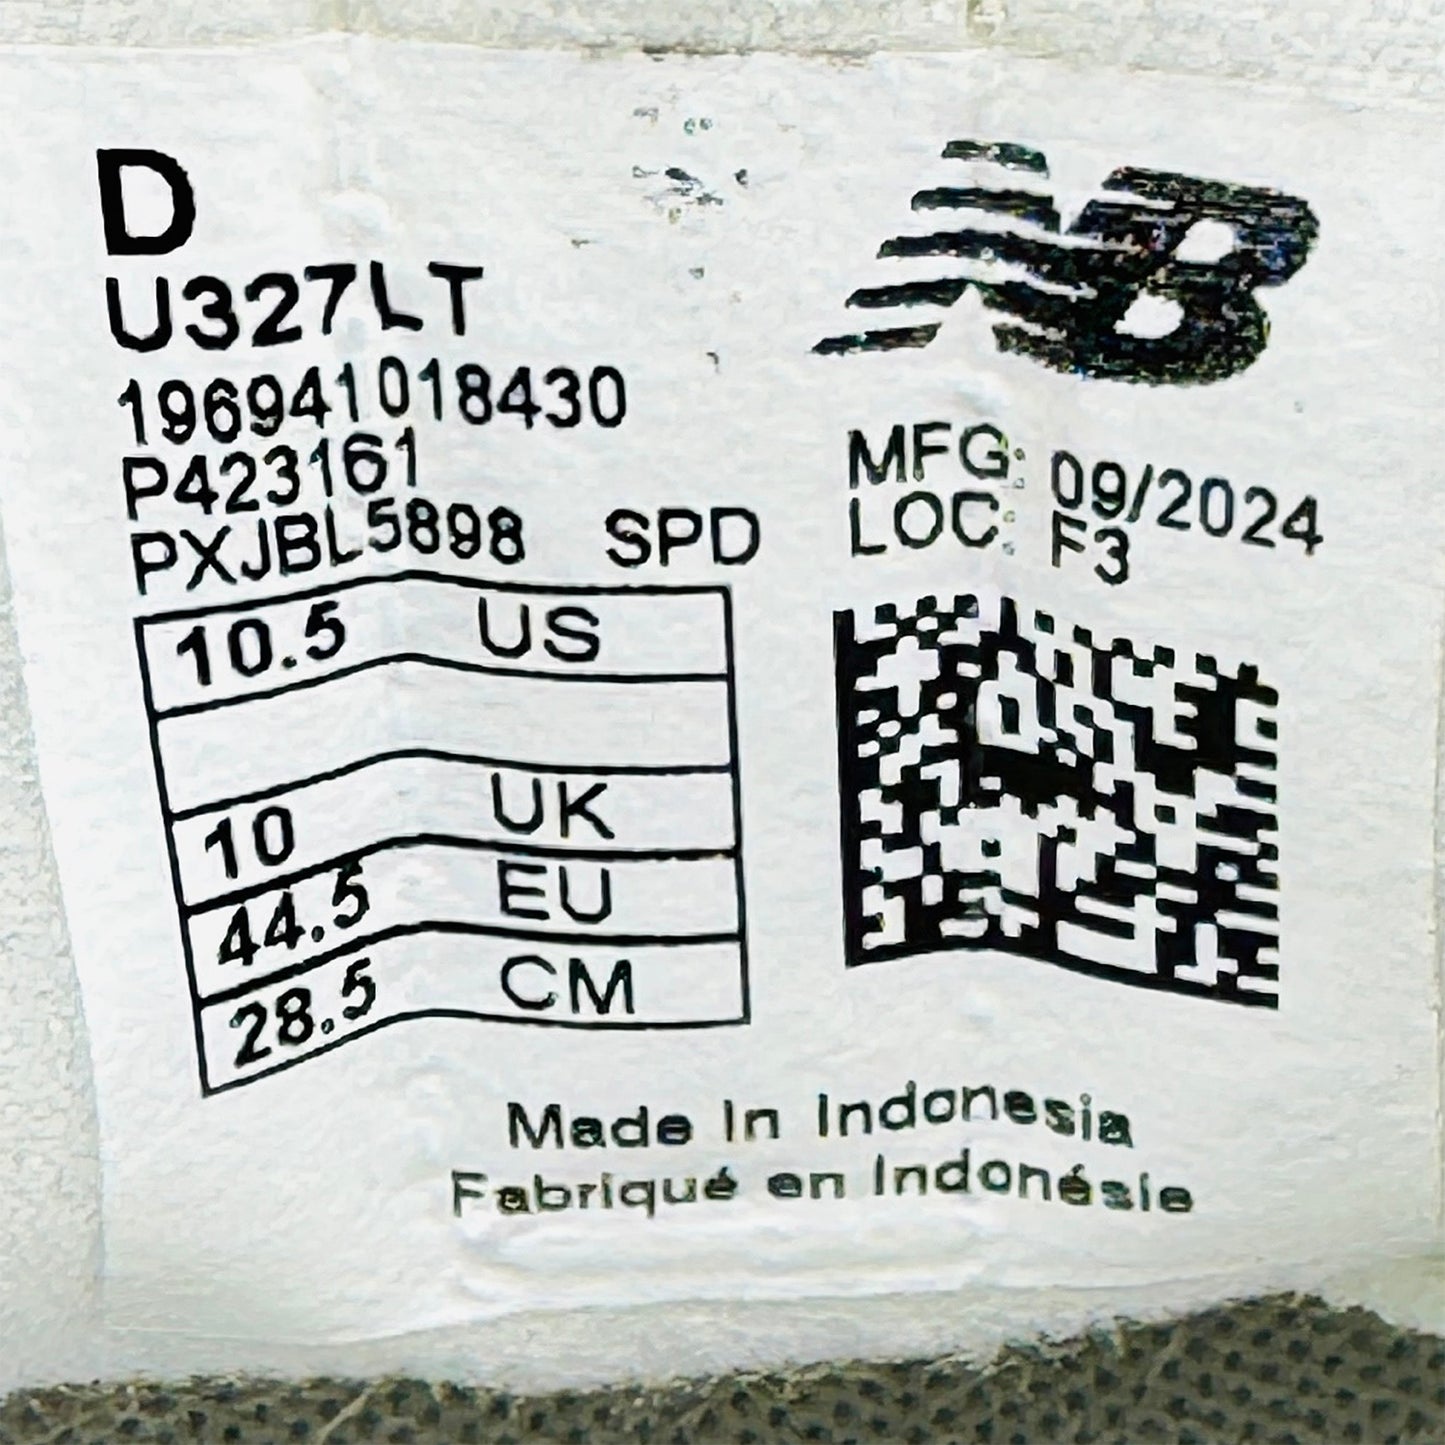 D
U327LT
196941018430
P423161
PXJBL5898 SPD
10.5 US
10 UK
44.5 EU
28.5 CM
NB
MFG: 09/2024
LOC: F3
Made In Indonesia
Fabriqué en Indonésie